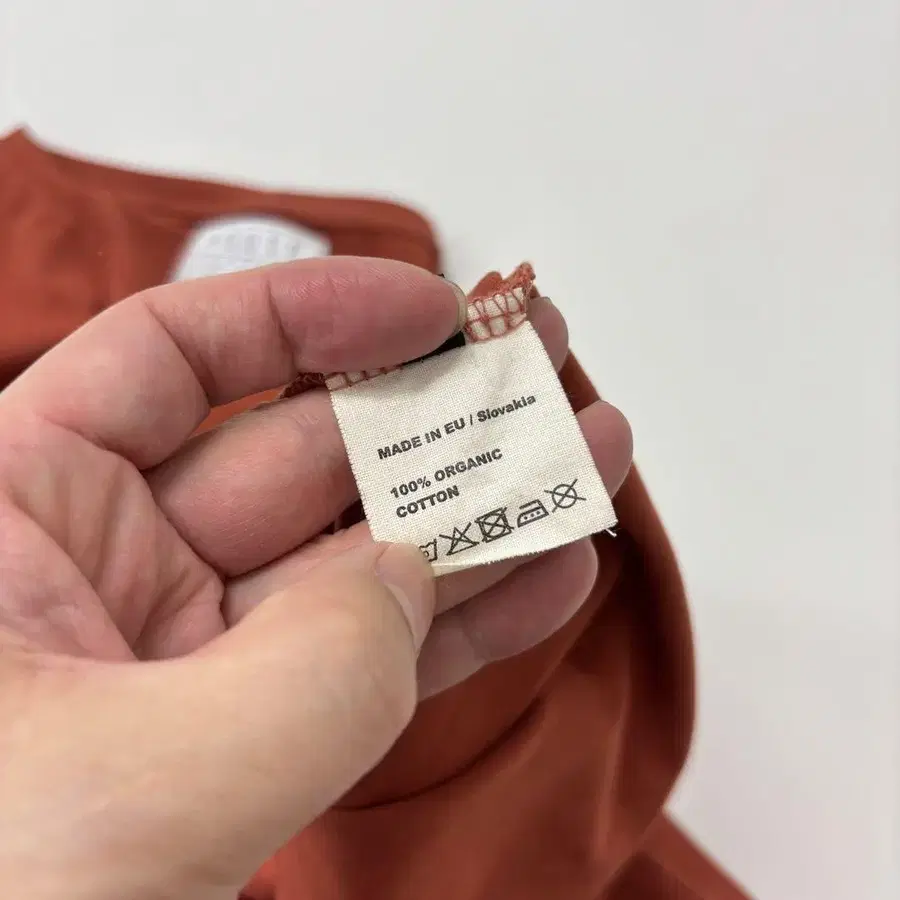 MADE IN EU / Slovakia
100% ORGANIC
COTTON